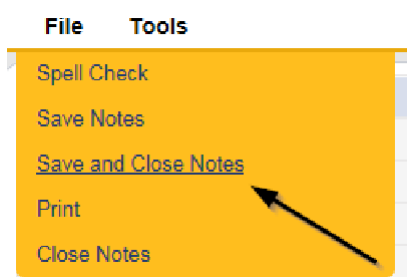 File Tools
Spell Check
Save Notes
Save and Close Notes
Print
Close Notes